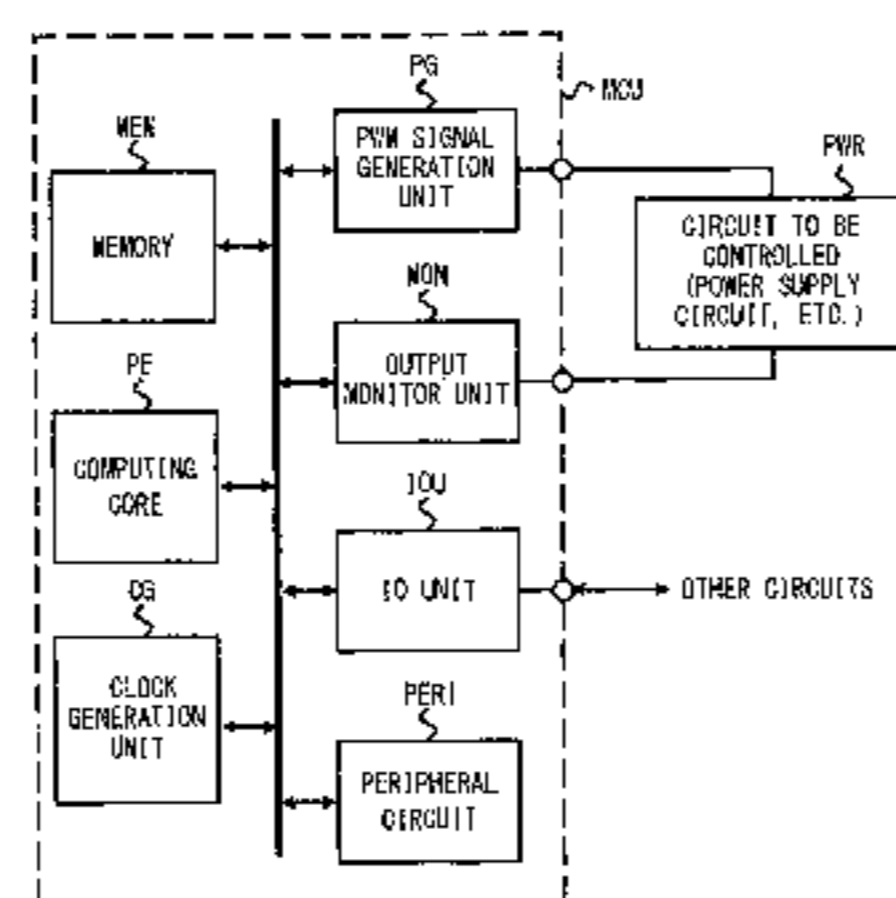 PG
MCU
MEM
PWM SIGNAL
GENERATION
UNIT
PWR
MEMORY
CIRCUIT TO BE
CONTROLLED
(POWER SUPPLY
CIRCUIT, ETC.)
MON
OUTPUT
MONITOR UNIT
PE
COMPUTING
CORE
IOU
IO UNIT
OTHER CIRCUITS
CG
CLOCK
GENERATION
UNIT
PERI
PERIPHERAL
CIRCUIT